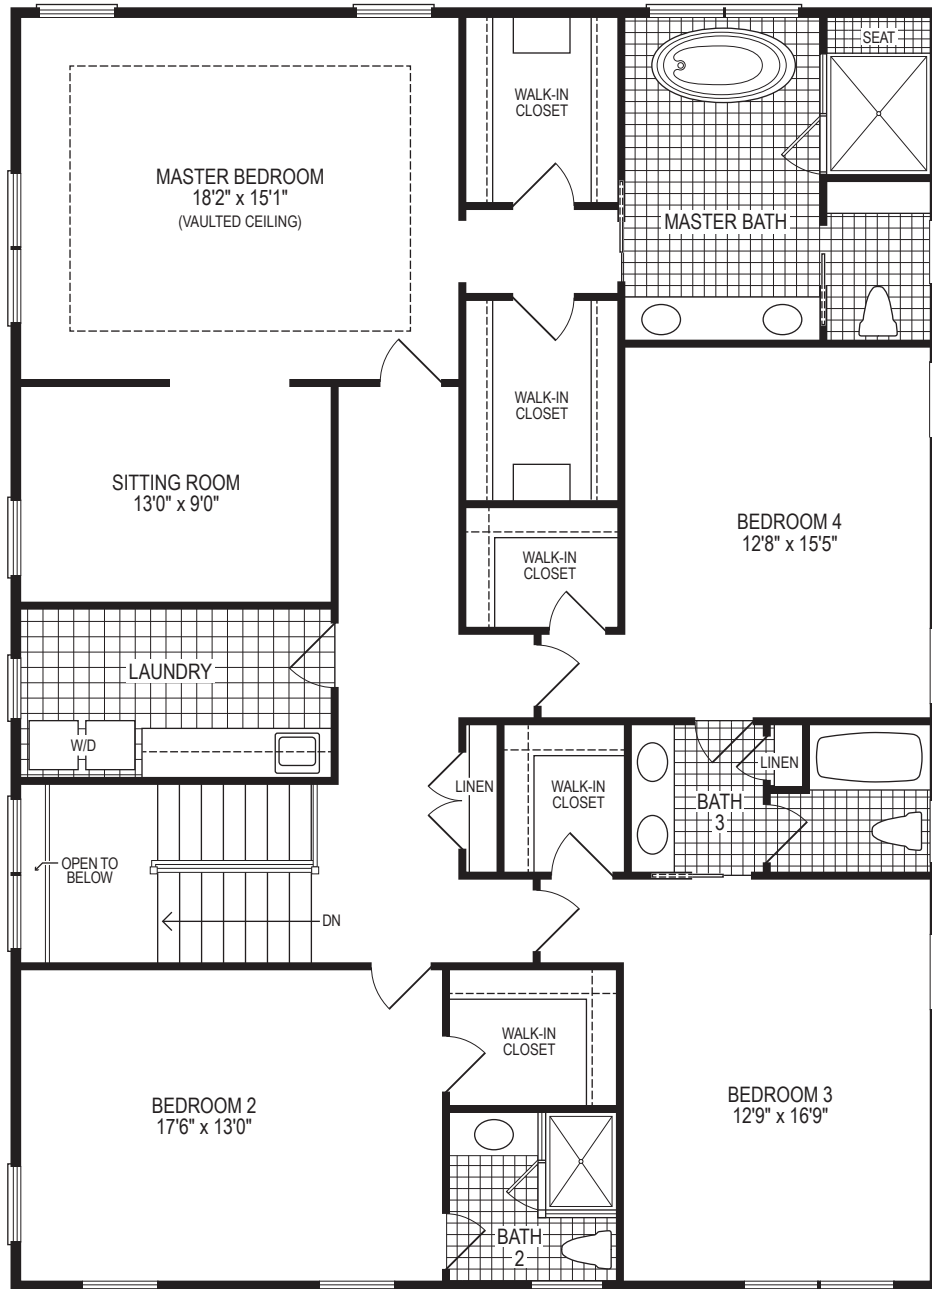 SEAT
WALK-IN
CLOSET
MASTER BEDROOM
18'2" x 15'1"
(VAULTED CEILING)
MASTER BATH
WALK-IN
CLOSET
SITTING ROOM
13'0" x 9'0"
BEDROOM 4
12'8" x 15'5"
WALK-IN
CLOSET
LAUNDRY
W/D
LINEN
WALK-IN
CLOSET
LINEN
BATH
3
OPEN TO
BELOW
DN
WALK-IN
CLOSET
BEDROOM 2
17'6" x 13'0"
BEDROOM 3
12'9" x 16'9"
BATH
2